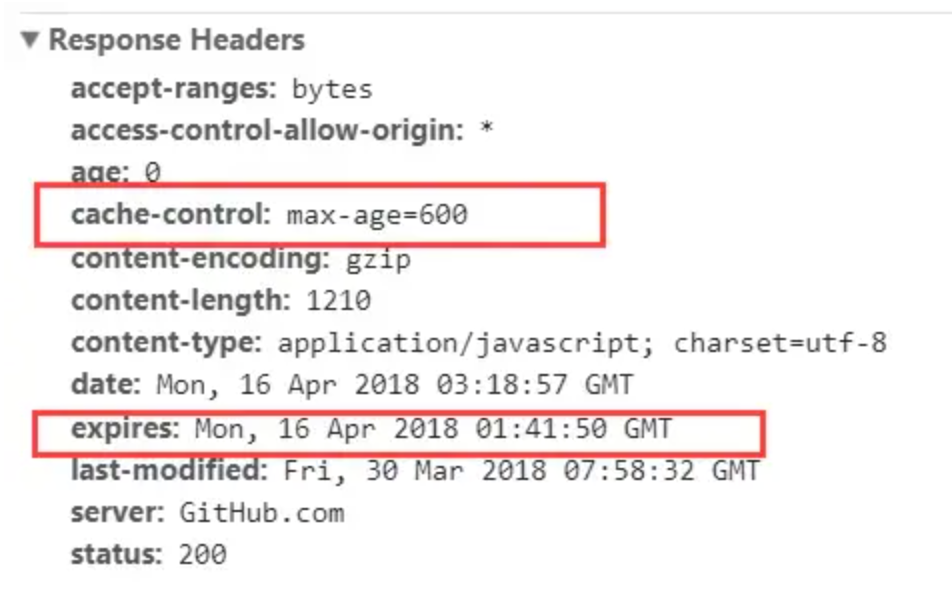 Response Headers
accept-ranges: bytes
access-control-allow-origin: *
age: 0
cache-control: max-age=600
content-encoding: gzip
content-length: 1210
content-type: application/javascript; charset=utf-8
date: Mon, 16 Apr 2018 03:18:57 GMT
expires: Mon, 16 Apr 2018 01:41:50 GMT
last-modified: Fri, 30 Mar 2018 07:58:32 GMT
server: GitHub.com
status: 200